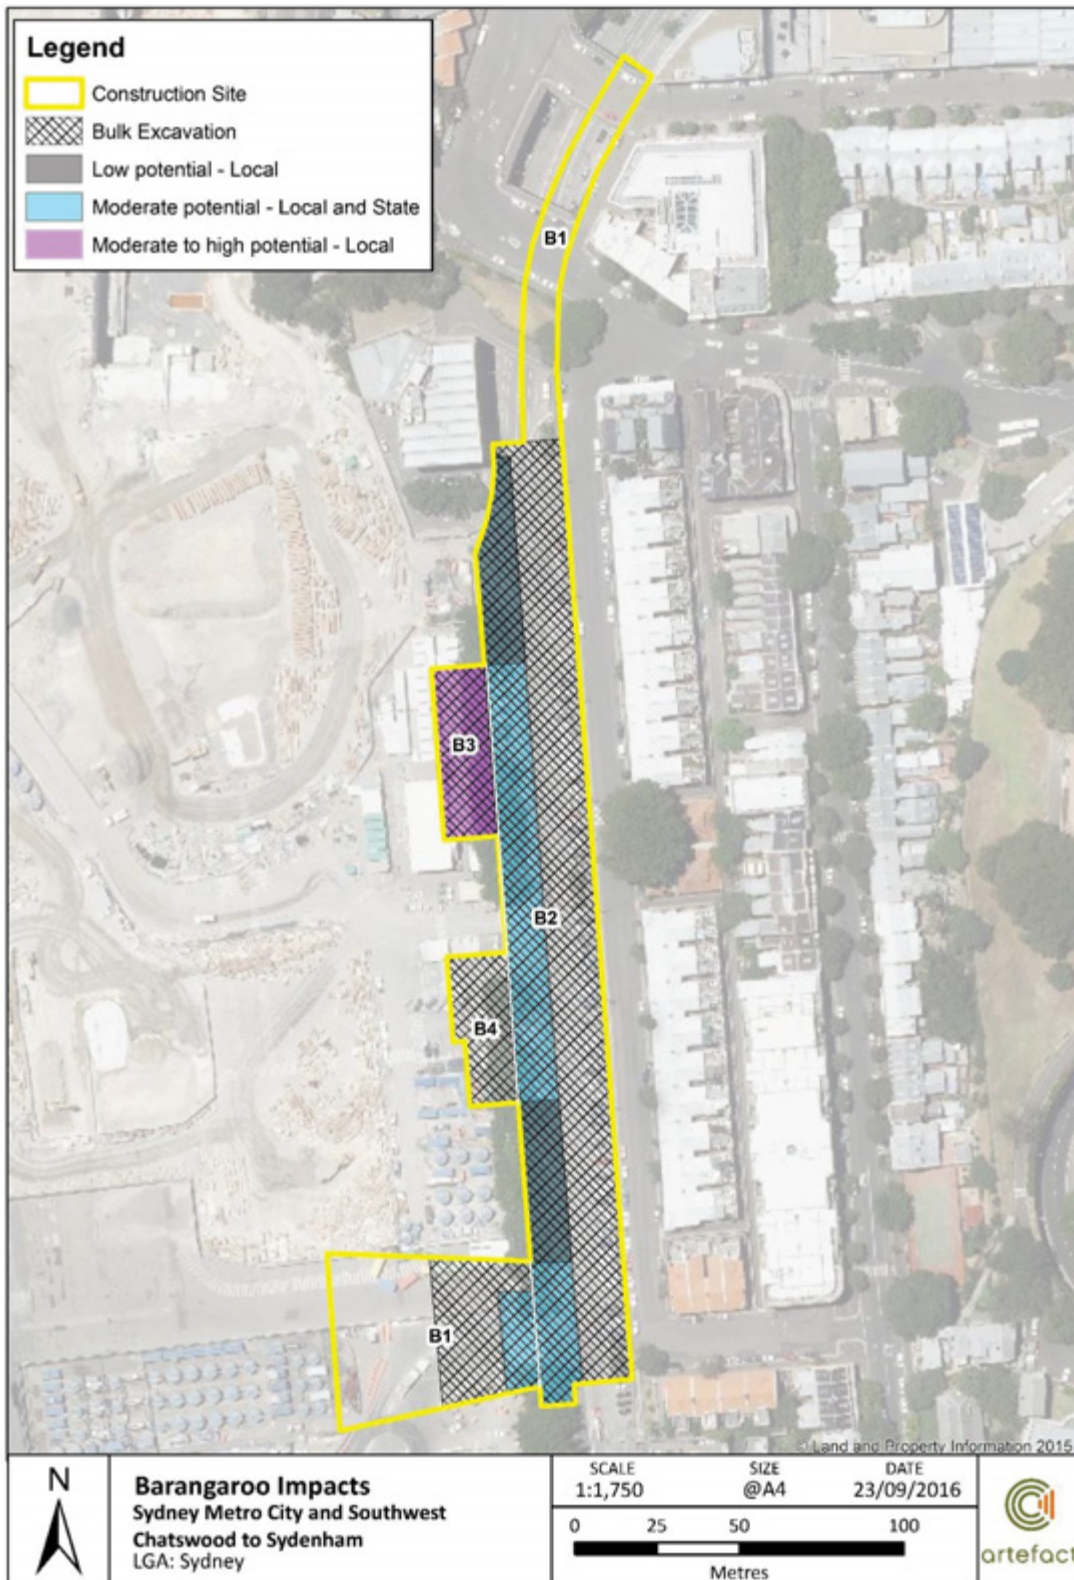 Legend
Construction Site
Bulk Excavation
Low potential - Local
Moderate potential - Local and State
Moderate to high potential - Local
B1
B3
B2
B4
B1
© Land and Property Information 2015
N
Barangaroo Impacts
Sydney Metro City and Southwest
Chatswood to Sydenham
LGA: Sydney
SCALE
1:1,750
SIZE
@A4
DATE
23/09/2016
0 25 50 100
Metres
artefact